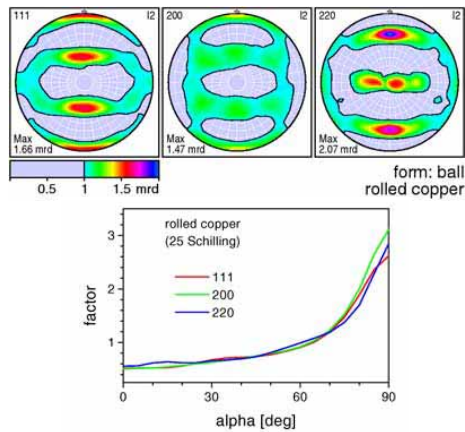 111 I2
Max
1.66 mrd
200 I2
Max
1.47 mrd
220 I2
Max
2.07 mrd
0.5 1 1.5 mrd
form: ball
rolled copper
rolled copper
(25 Schilling)
111
200
220
factor
3
2
1
0 30 60 90
alpha [deg]